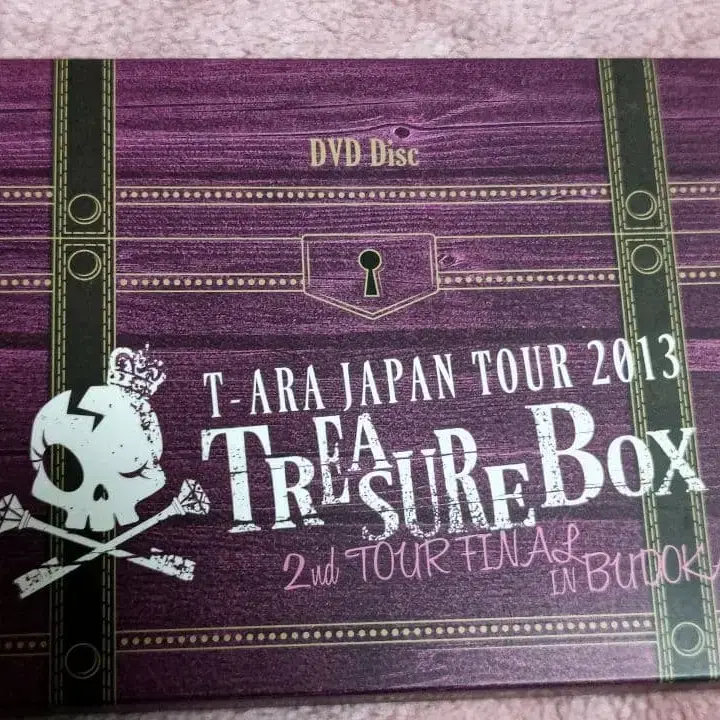 DVD Disc
T-ARA JAPAN TOUR 2013
TREASURE BOX
2nd TOUR FINAL
IN BUDOKA